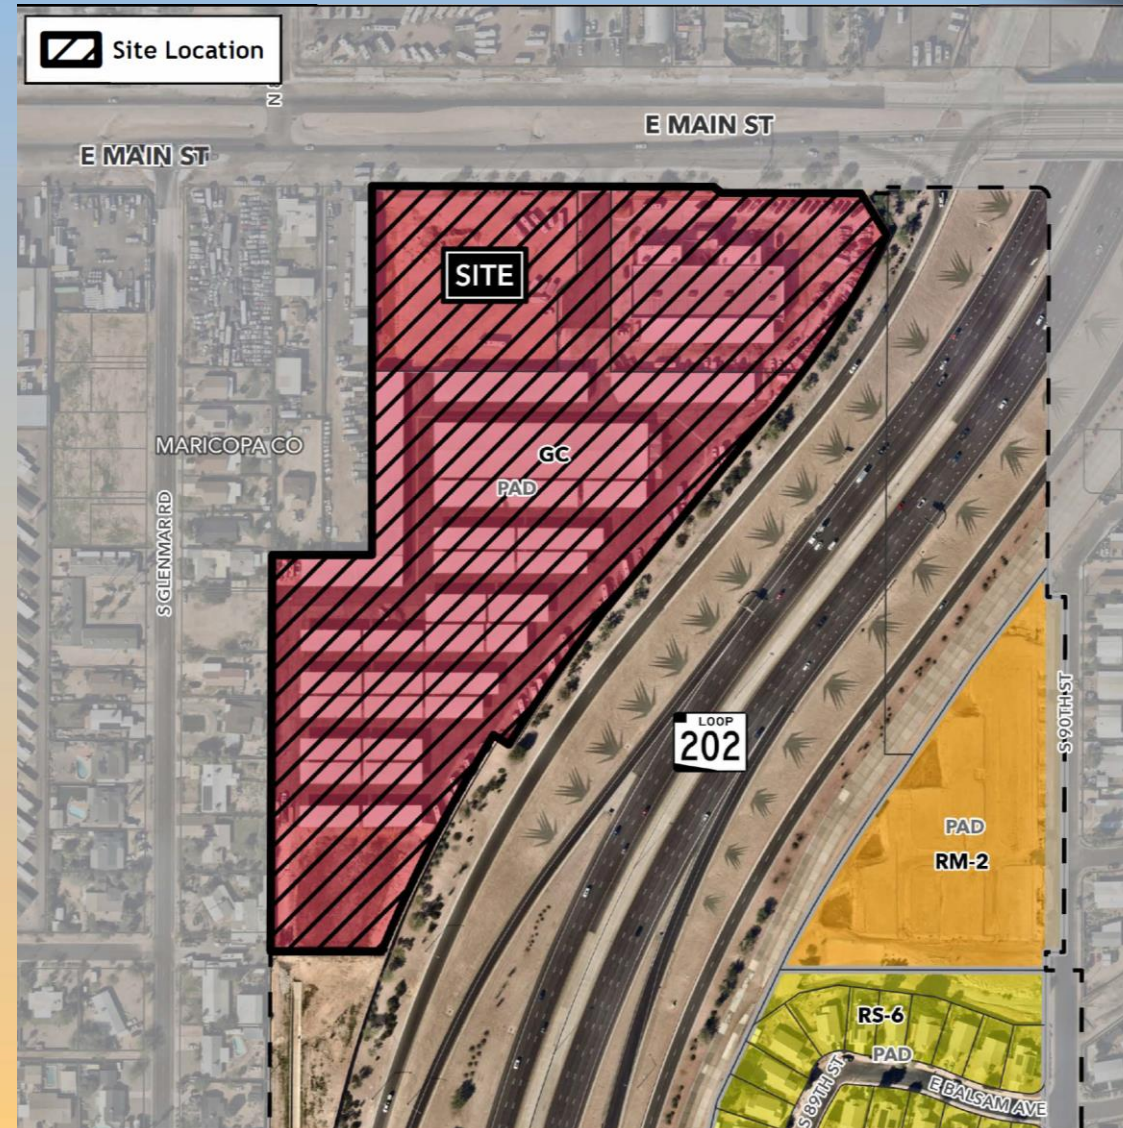 Site Location
N
E MAIN ST
E MAIN ST
SITE
MARICOPA CO
GC
PAD
S GLENMAR RD
LOOP
202
S 90TH ST
PAD
RM-2
RS-6
PAD
S 89TH ST
E BALSAM AVE